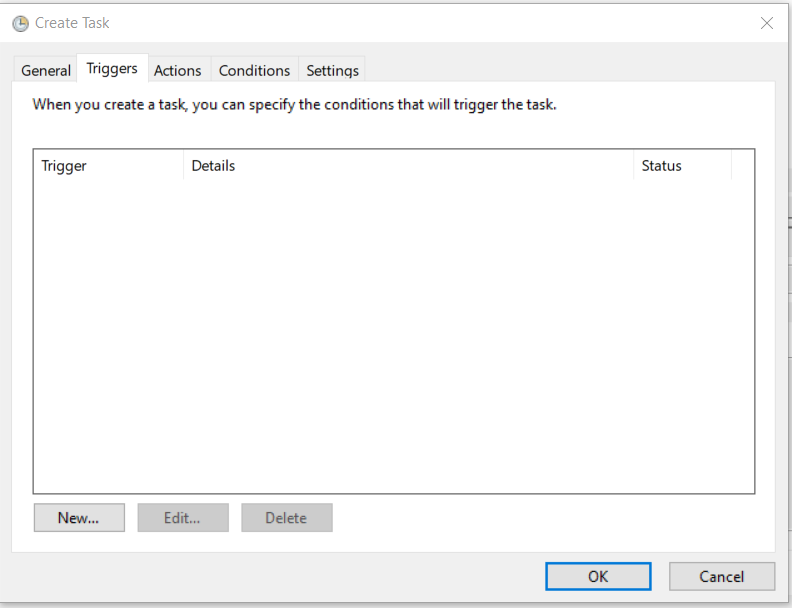 Create Task
General Triggers Actions Conditions Settings
When you create a task, you can specify the conditions that will trigger the task.
Trigger Details Status
New... Edit... Delete
OK Cancel